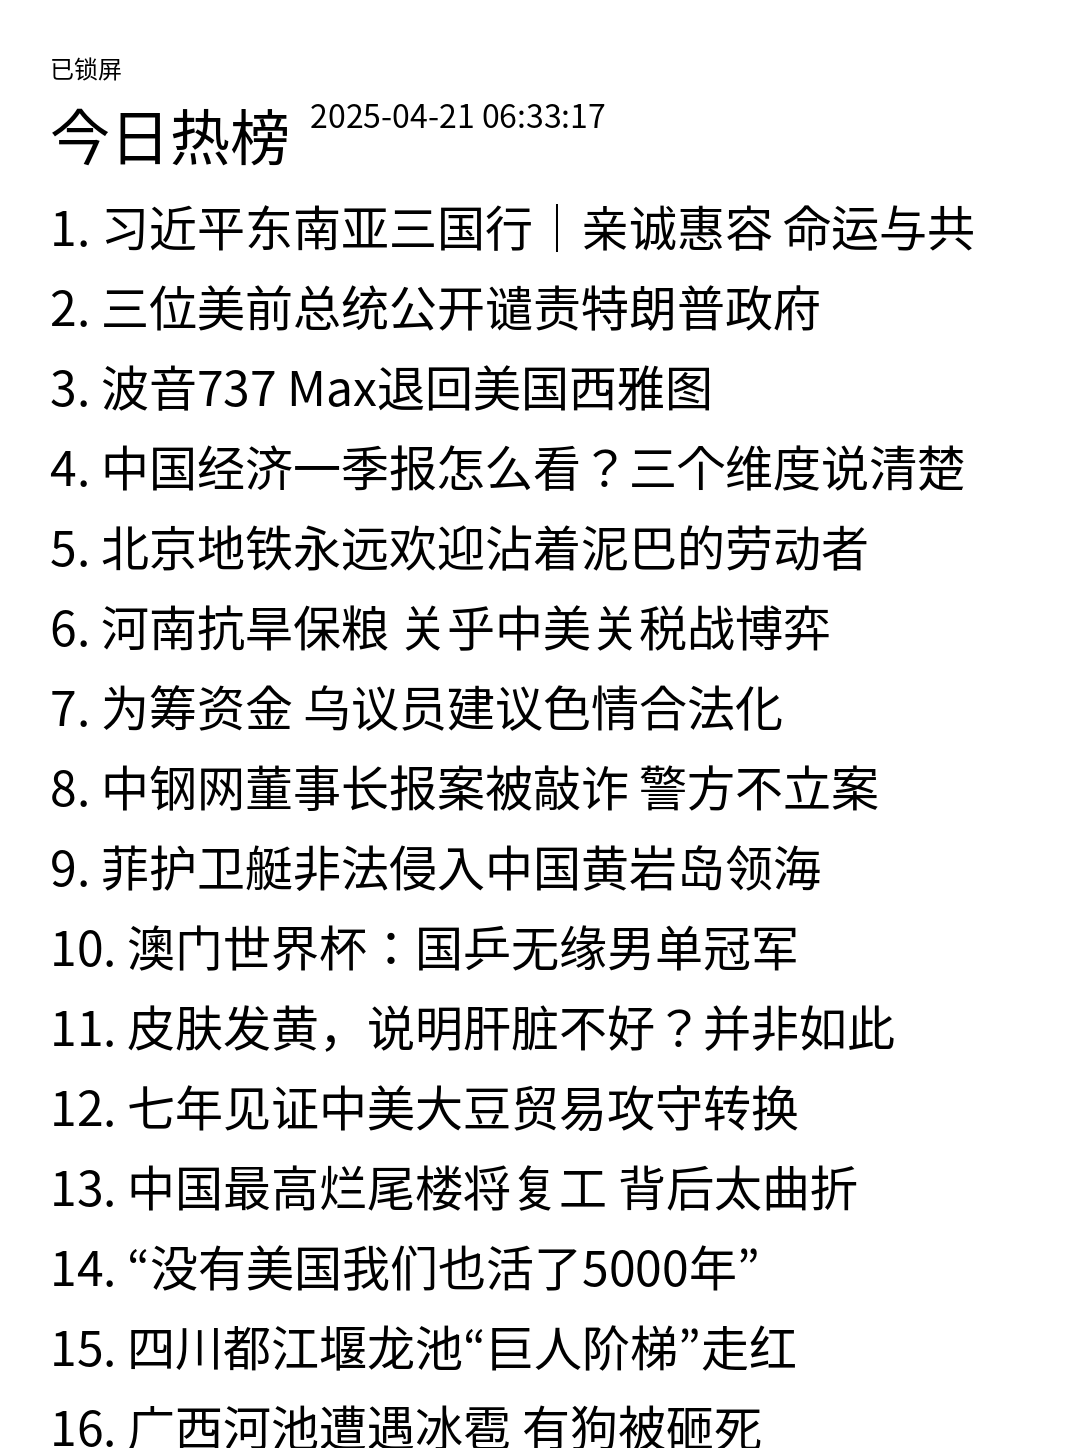 已锁屏
今日热榜 2025-04-21 06:33:17
1. 习近平东南亚三国行｜亲诚惠容 命运与共
2. 三位美前总统公开谴责特朗普政府
3. 波音737 Max退回美国西雅图
4. 中国经济一季报怎么看？三个维度说清楚
5. 北京地铁永远欢迎沾着泥巴的劳动者
6. 河南抗旱保粮 关乎中美关税战博弈
7. 为筹资金 乌议员建议色情合法化
8. 中钢网董事长报案被敲诈 警方不立案
9. 菲护卫艇非法侵入中国黄岩岛领海
10. 澳门世界杯：国乒无缘男单冠军
11. 皮肤发黄，说明肝脏不好？并非如此
12. 七年见证中美大豆贸易攻守转换
13. 中国最高烂尾楼将复工 背后太曲折
14. “没有美国我们也活了5000年”
15. 四川都江堰龙池“巨人阶梯”走红
16. 广西河池遭遇冰雹 有狗被砸死